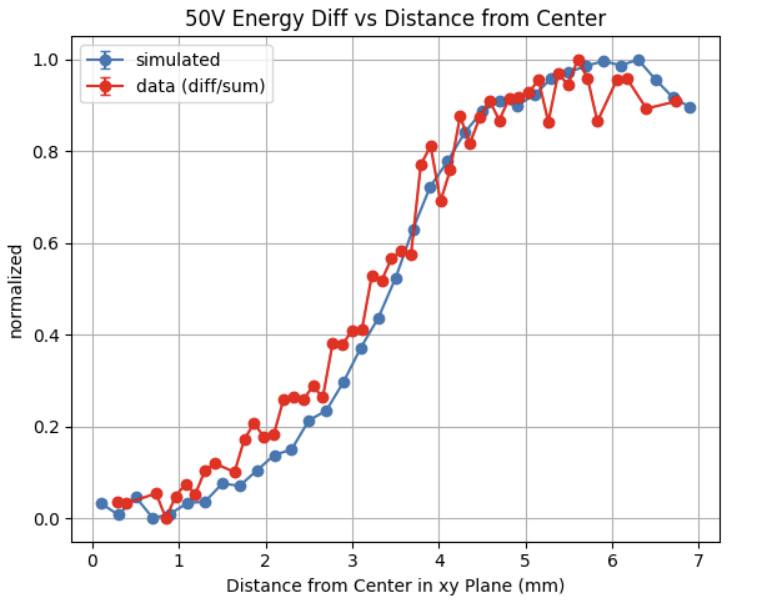 50V Energy Diff vs Distance from Center
simulated
data (diff/sum)
1.0
0.8
0.6
0.4
0.2
0.0
normalized
0 1 2 3 4 5 6 7
Distance from Center in xy Plane (mm)